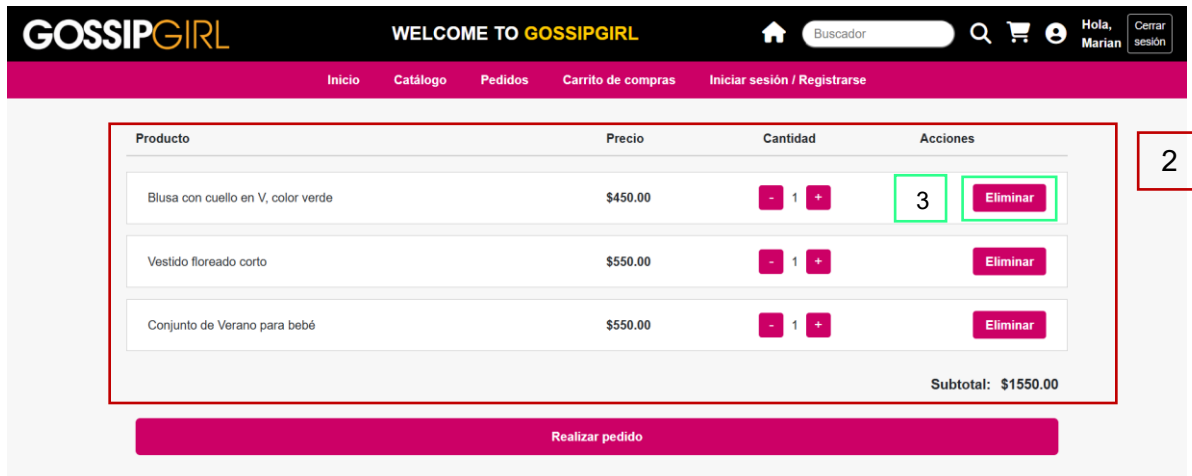 GOSSIPGIRL WELCOME TO GOSSIPGIRL Buscador Hola, Marian Cerrar sesión
Inicio Catálogo Pedidos Carrito de compras Iniciar sesión / Registrarse
Producto Precio Cantidad Acciones
2
Blusa con cuello en V, color verde $450.00 - 1 + 3 Eliminar
Vestido floreado corto $550.00 - 1 + Eliminar
Conjunto de Verano para bebé $550.00 - 1 + Eliminar
Subtotal: $1550.00
Realizar pedido